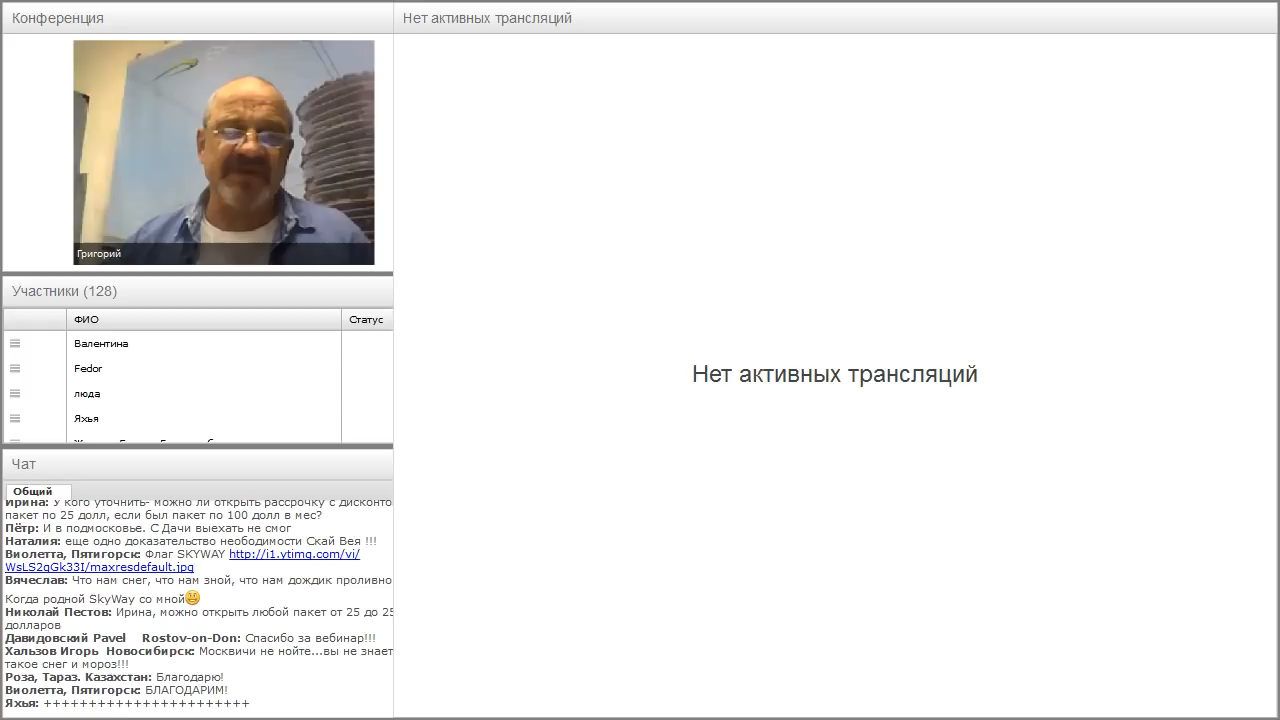 Конференция
Нет активных трансляций
Григорий
Участники (128)
ФИО
Статус
Валентина
Fedor
люда
Яхья
Чат
Общий
Ирина: У кого уточнить- можно ли открыть рассрочку с дисконто
пакет по 25 долл, если был пакет по 100 долл в мес?
Пётр: И в подмосковье. С Дачи выехать не смог
Наталия: еще одно доказательство неободимости Скай Вея !!!
Виолетта, Пятигорск: Флаг SKYWAY http://i1.ytimg.com/vi/
WsLS2qGk33I/maxresdefault.jpg
Вячеслав: Что нам снег, что нам зной, что нам дождик проливно
Когда родной SkyWay со мной
Николай Пестов: Ирина, можно открыть любой пакет от 25 до 25
долларов
Давидовский Pavel Rostov-on-Don: Спасибо за вебинар!!!
Хальзов Игорь Новосибирск: Москвичи не нойте...вы не знает
такое снег и мороз!!!
Роза, Тараз. Казахстан: Благодарю!
Виолетта, Пятигорск: БЛАГОДАРИМ!
Яхья: +++++++++++++++++++++++
Нет активных трансляций